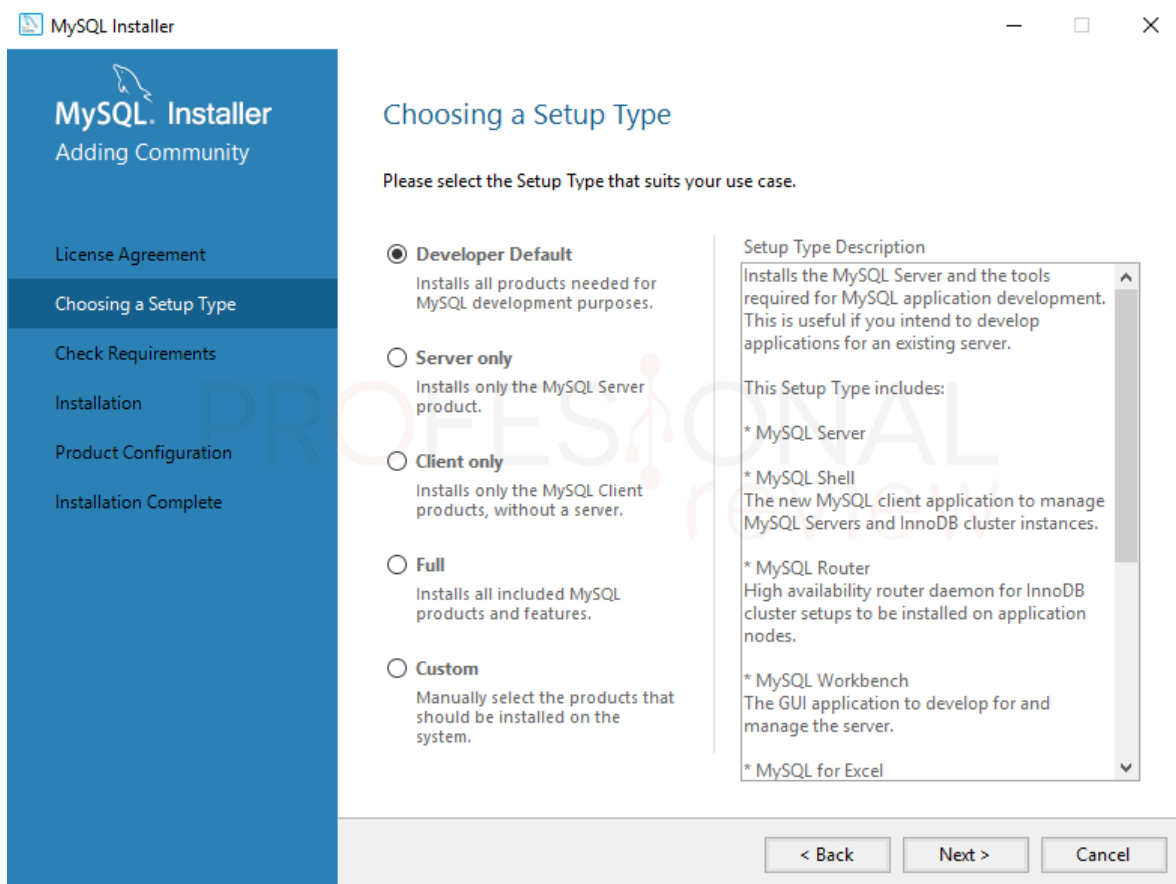 MySQL Installer
MySQL. Installer
Adding Community
License Agreement
Choosing a Setup Type
Check Requirements
Installation
Product Configuration
Installation Complete
Choosing a Setup Type
Please select the Setup Type that suits your use case.
Developer Default
Installs all products needed for
MySQL development purposes.
Server only
Installs only the MySQL Server
product.
Client only
Installs only the MySQL Client
products, without a server.
Full
Installs all included MySQL
products and features.
Custom
Manually select the products that
should be installed on the
system.
Setup Type Description
Installs the MySQL Server and the tools
required for MySQL application development.
This is useful if you intend to develop
applications for an existing server.
This Setup Type includes:
* MySQL Server
* MySQL Shell
The new MySQL client application to manage
MySQL Servers and InnoDB cluster instances.
* MySQL Router
High availability router daemon for InnoDB
cluster setups to be installed on application
nodes.
* MySQL Workbench
The GUI application to develop for and
manage the server.
* MySQL for Excel
PROFESIONAL
review
< Back
Next >
Cancel